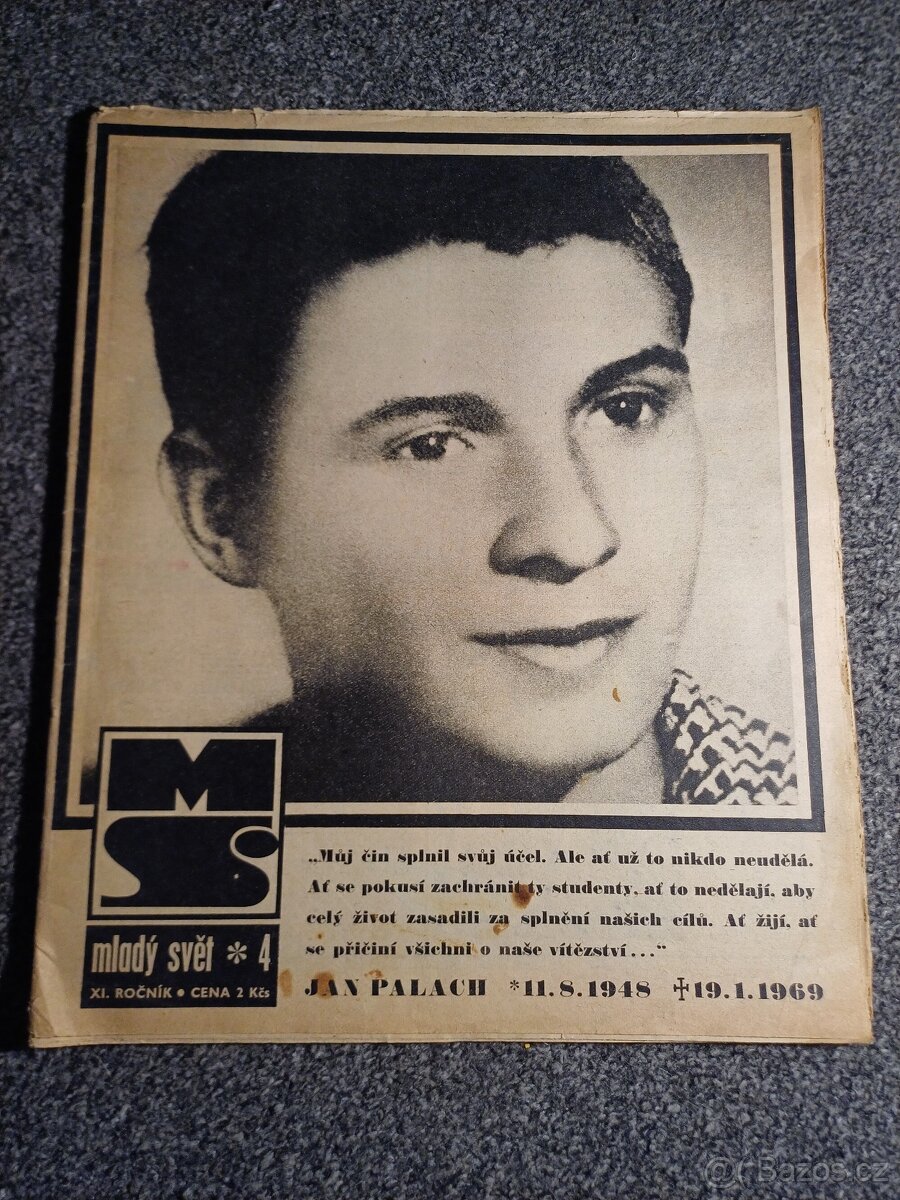 MS
mladý svět * 4
XI. ROČNÍK • CENA 2 Kčs
„Můj čin splnil svůj účel. Ale ať už to nikdo neudělá.
Ať se pokusí zachránit ty studenty, ať to nedělají, aby
celý život zasadili za splnění našich cílů. Ať žijí, ať
se přičiní všichni o naše vítězství...“
JAN PALACH *11.8.1948 ✝19.1.1969
@ Bazos.cz